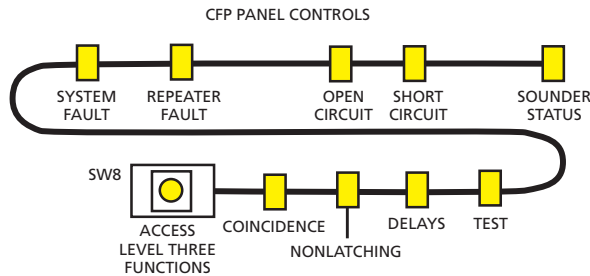 CFP PANEL CONTROLS
SYSTEM
FAULT
REPEATER
FAULT
OPEN
CIRCUIT
SHORT
CIRCUIT
SOUNDER
STATUS
SW8
ACCESS
LEVEL THREE
FUNCTIONS
COINCIDENCE
NONLATCHING
DELAYS
TEST